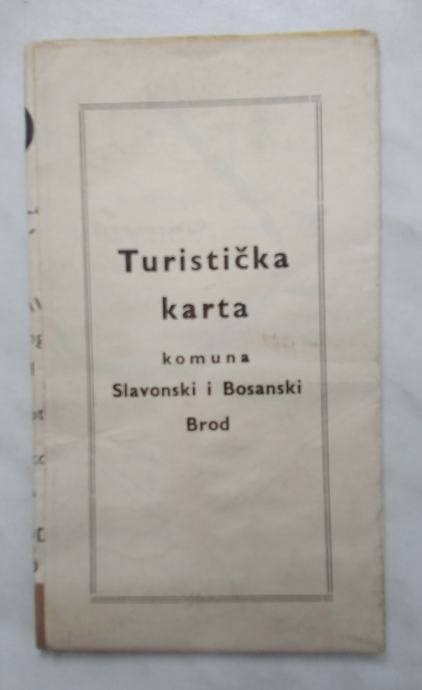 Turistička
karta
komuna
Slavonski i Bosanski
Brod